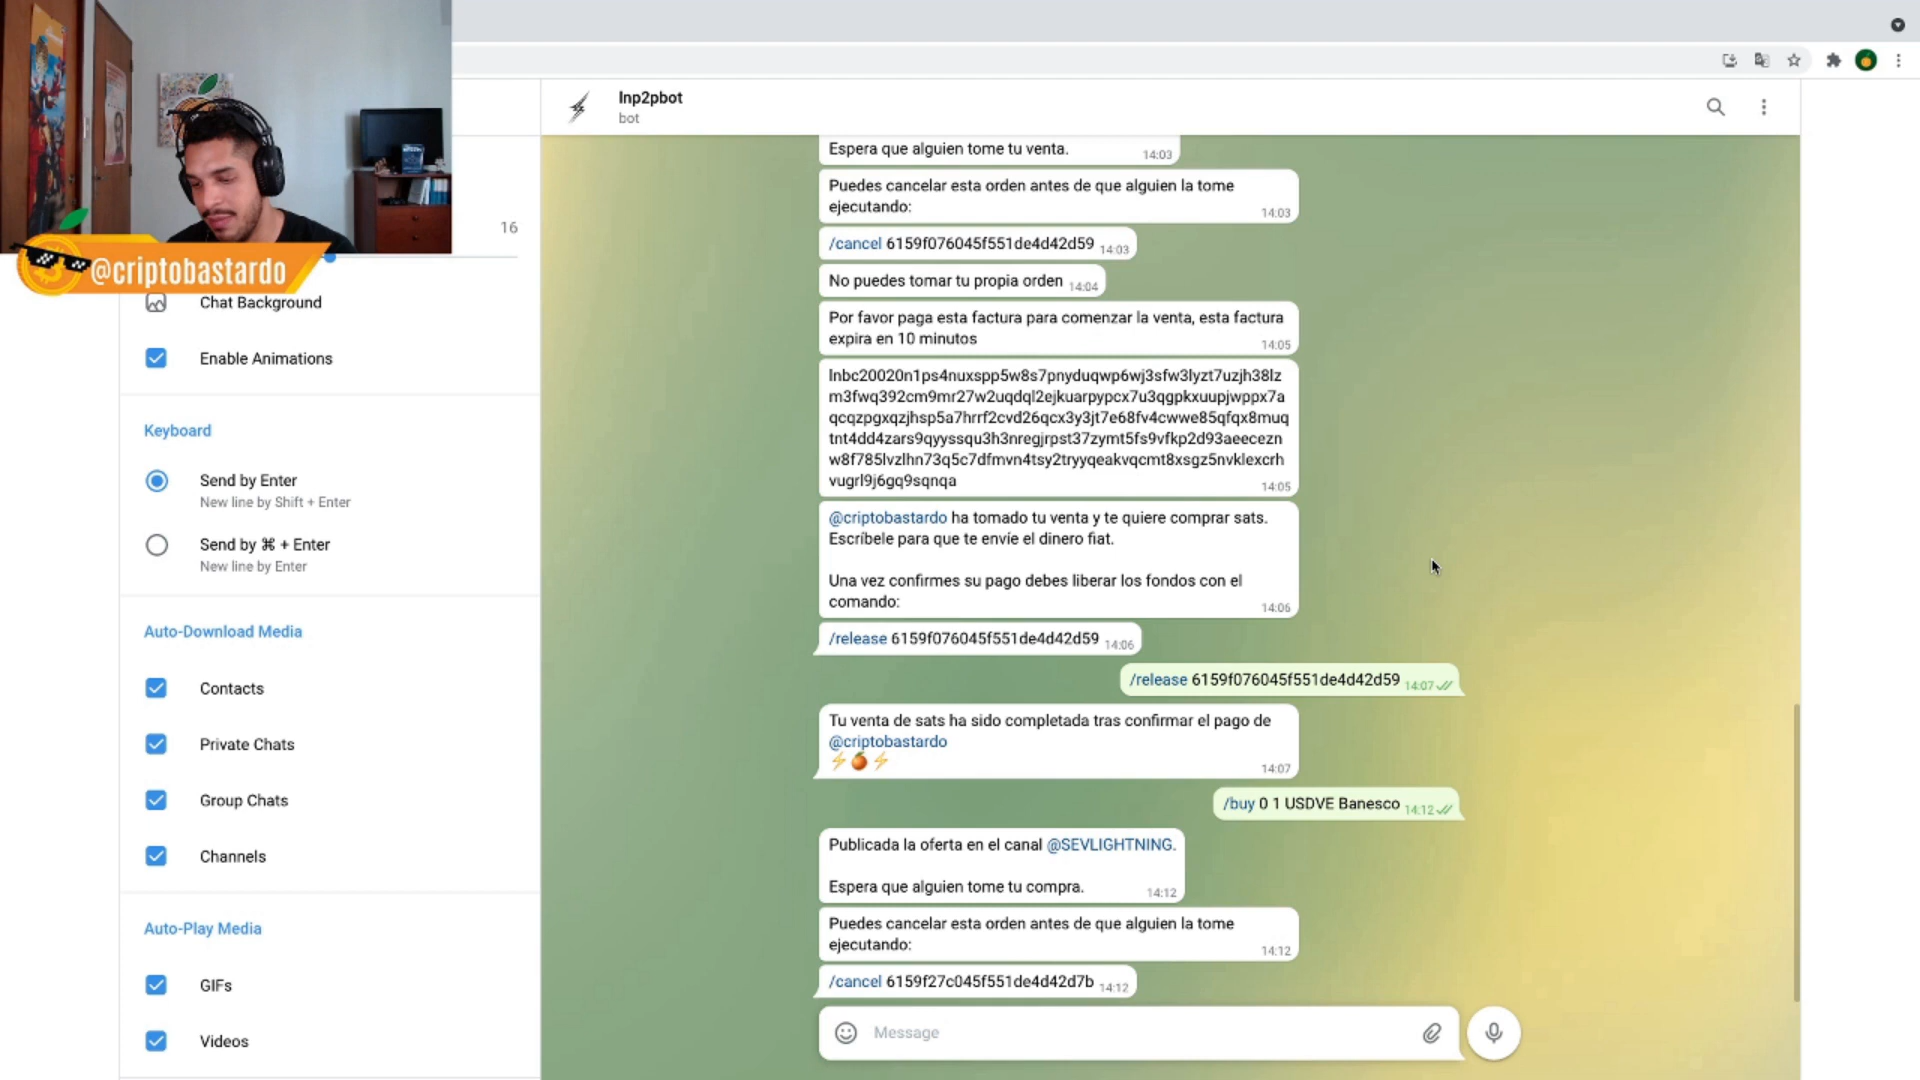 @criptobastardo
16
Chat Background
Enable Animations
Keyboard
Send by Enter
New line by Shift + Enter
Send by ⌘ + Enter
New line by Enter
Auto-Download Media
Contacts
Private Chats
Group Chats
Channels
Auto-Play Media
GIFs
Videos
lnp2pbot
bot
Espera que alguien tome tu venta. 14:03
Puedes cancelar esta orden antes de que alguien la tome
ejecutando: 14:03
/cancel 6159f076045f551de4d42d59 14:03
No puedes tomar tu propia orden 14:04
Por favor paga esta factura para comenzar la venta, esta factura
expira en 10 minutos 14:05
lnbc20020n1ps4nuxspp5w8s7pnyduqwp6wj3sfw3lyzt7uzjh38lz
m3fwq392cm9mr27w2uqdql2ejkuarpypcx7u3qgpkxuupjwppx7a
qcqzpgxqzjhsp5a7hrrf2cvd26qcx3y3jt7e68fv4cwwe85qfqx8muq
tnt4dd4zars9qyyssqu3h3nregjrpst37zymt5fs9vfkp2d93aeecezn
w8f785lvzlhn73q5c7dfmvn4tsy2tryyqeakvqcmt8xsgz5nvklexcrh
vugrl9j6gq9sqnqa 14:05
@criptobastardo ha tomado tu venta y te quiere comprar sats.
Escríbele para que te envíe el dinero fiat.
Una vez confirmes su pago debes liberar los fondos con el
comando: 14:06
/release 6159f076045f551de4d42d59 14:06
/release 6159f076045f551de4d42d59 14:07
Tu venta de sats ha sido completada tras confirmar el pago de
@criptobastardo
⚡🍊⚡ 14:07
/buy 0 1 USDVE Banesco 14:12
Publicada la oferta en el canal @SEVLIGHTNING.
Espera que alguien tome tu compra. 14:12
Puedes cancelar esta orden antes de que alguien la tome
ejecutando: 14:12
/cancel 6159f27c045f551de4d42d7b 14:12
Message